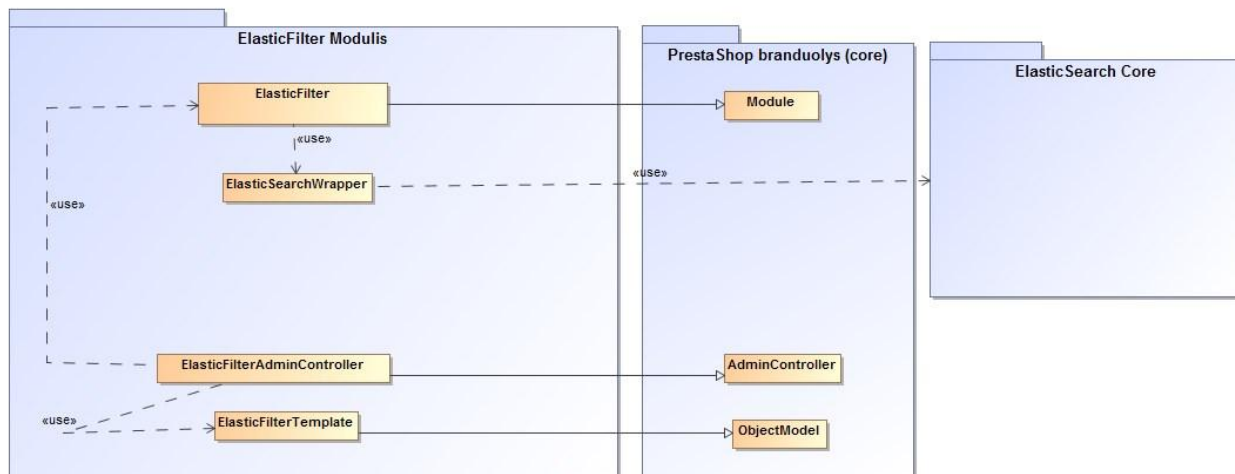 ElasticFilter Modulis
PrestaShop branduolys (core)
ElasticSearch Core
ElasticFilter
Module
«use»
ElasticSearchWrapper
«use»
«use»
ElasticFilterAdminController
AdminController
«use»
ElasticFilterTemplate
ObjectModel